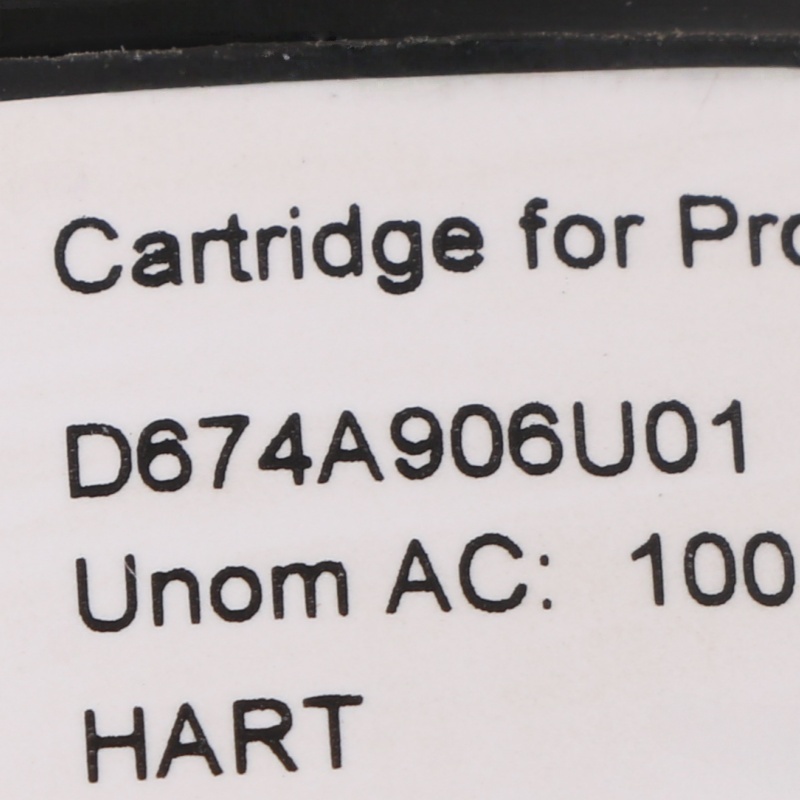 Cartridge for Pro
D674A906U01
Unom AC: 100
HART